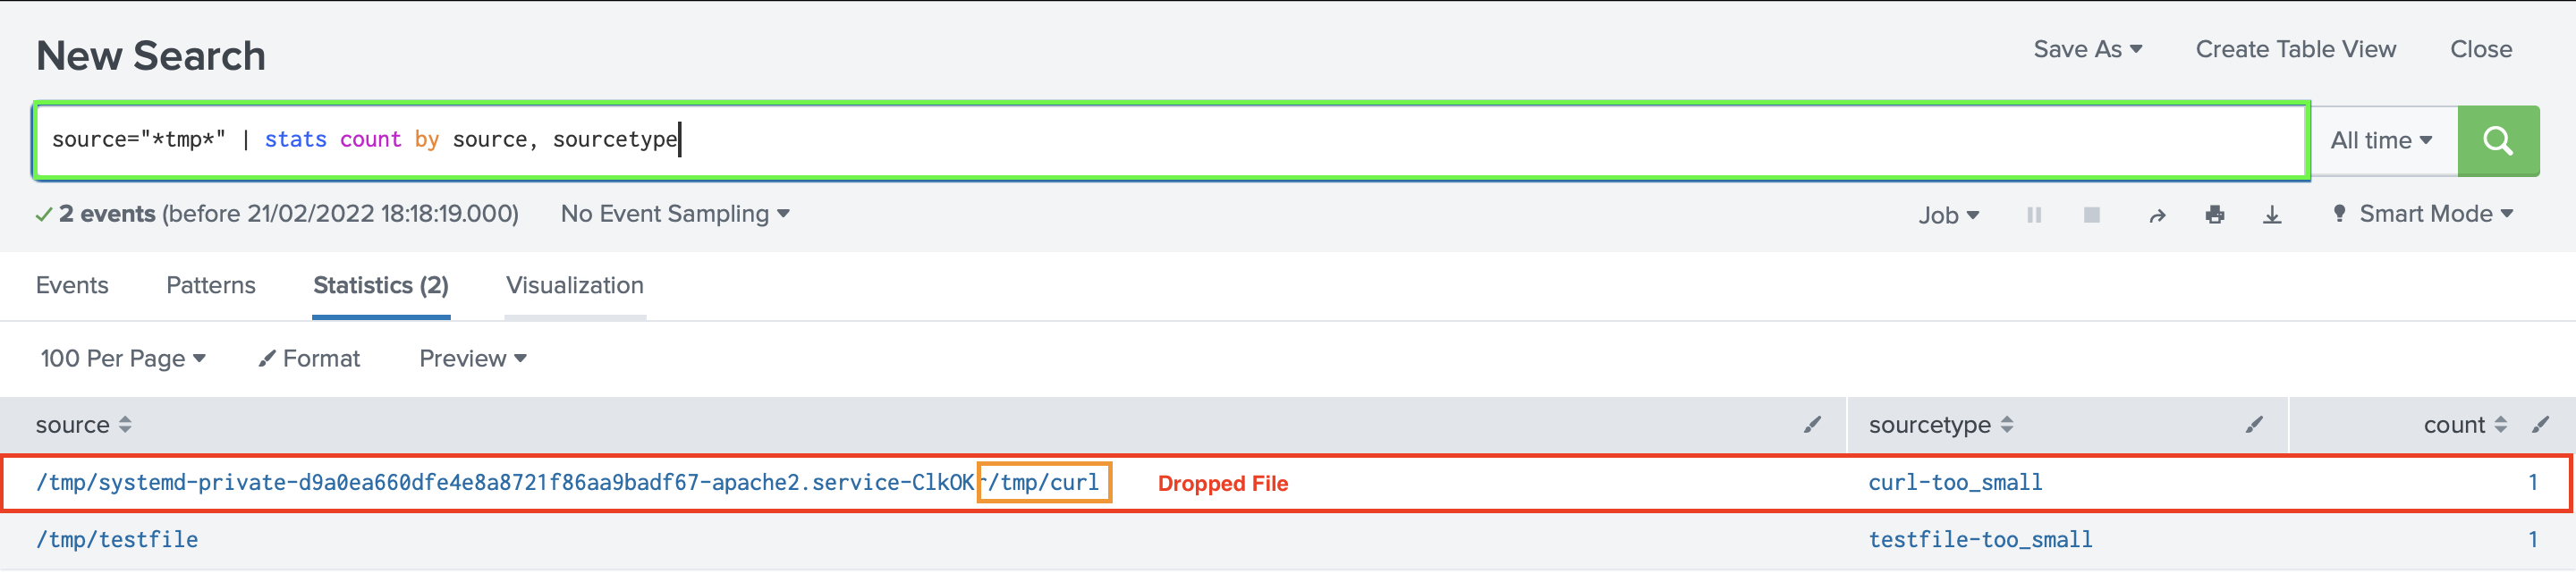 New Search
Save As Create Table View Close
source="*tmp*" | stats count by source, sourcetype
All time
2 events (before 21/02/2022 18:18:19.000) No Event Sampling
Job Smart Mode
Events Patterns Statistics (2) Visualization
100 Per Page Format Preview
source sourcetype count
/tmp/systemd-private-d9a0ea660dfe4e8a8721f86aa9badf67-apache2.service-ClkOKr/tmp/curl Dropped File curl-too_small 1
/tmp/testfile testfile-too_small 1